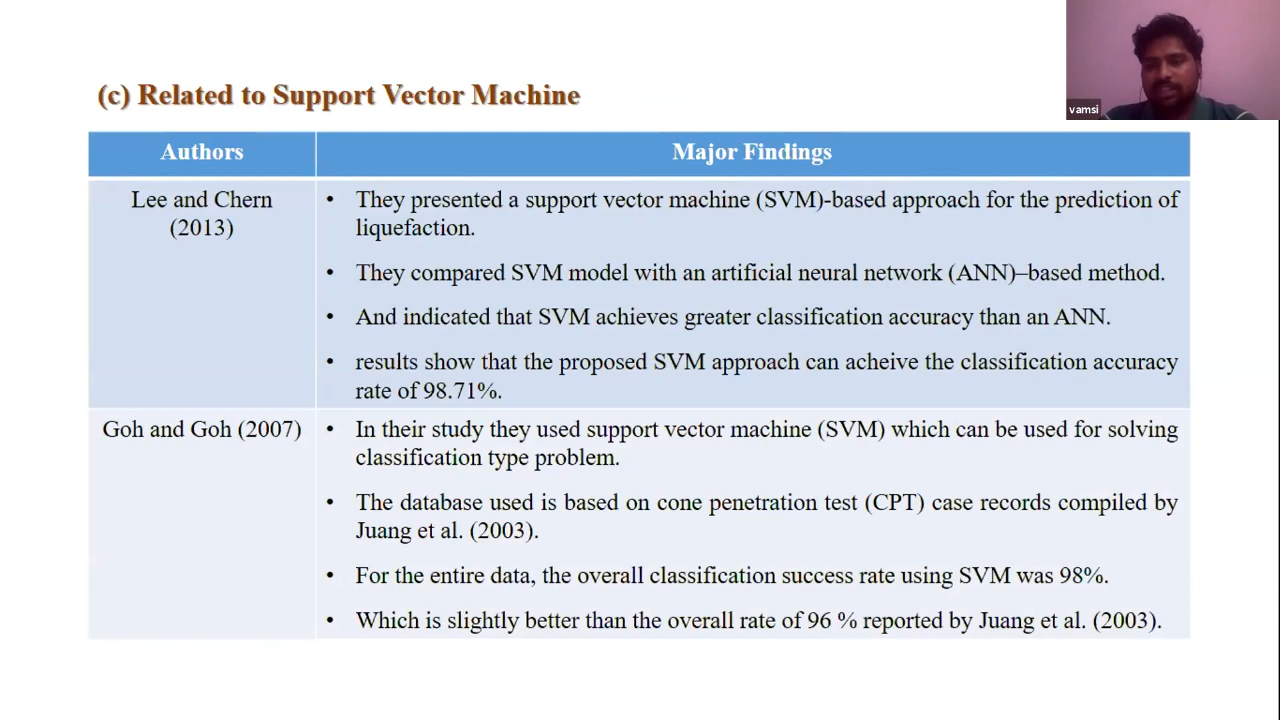 vamsi
(c) Related to Support Vector Machine
Authors
Major Findings
Lee and Chern
(2013)
• They presented a support vector machine (SVM)-based approach for the prediction of
liquefaction.
• They compared SVM model with an artificial neural network (ANN)–based method.
• And indicated that SVM achieves greater classification accuracy than an ANN.
• results show that the proposed SVM approach can acheive the classification accuracy
rate of 98.71%.
Goh and Goh (2007)
• In their study they used support vector machine (SVM) which can be used for solving
classification type problem.
• The database used is based on cone penetration test (CPT) case records compiled by
Juang et al. (2003).
• For the entire data, the overall classification success rate using SVM was 98%.
• Which is slightly better than the overall rate of 96 % reported by Juang et al. (2003).